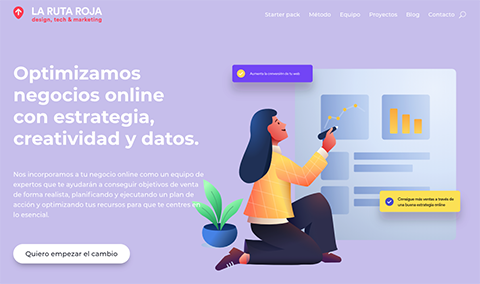 LA RUTA ROJA
design, tech & marketing
Starter pack Método Equipo Proyectos Blog Contacto
Optimizamos
negocios online
con estrategia,
creatividad y datos.
Nos incorporamos a tu negocio online como un equipo de
expertos que te ayudarán a conseguir objetivos de venta
de forma realista, planificando y ejecutando un plan de
acción y optimizando tus recursos para que te centres en
lo esencial.
Quiero empezar el cambio
Aumenta la conversión de tu web
Consigue más ventas a través de
una buena estrategia online